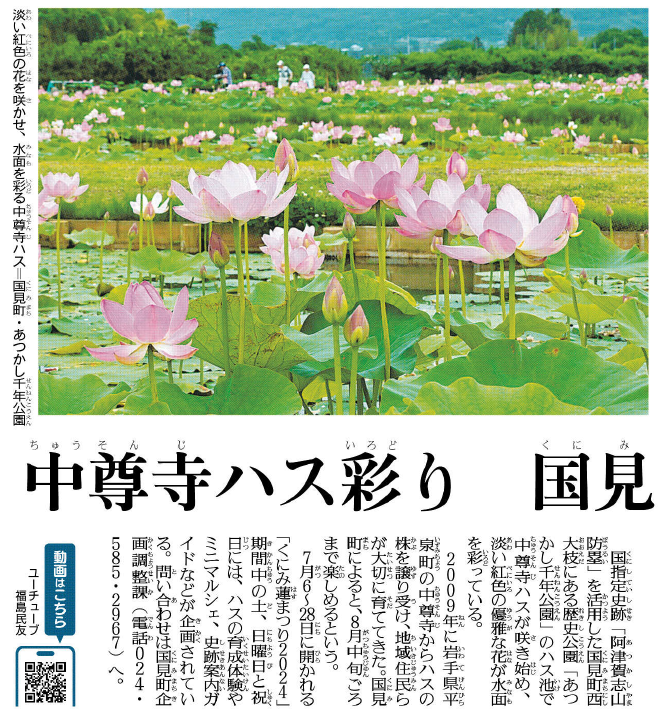 淡い紅色の花を咲かせ、水面を彩る中尊寺ハス＝国見町・あつかし千年公園
中尊寺ハス彩り　国見
国指定史跡「阿津賀志山
防塁」を活用した国見町西
大枝にある歴史公園「あつ
かし千年公園」のハス池で
中尊寺ハスが咲き始め、
淡い紅色の優雅な花が水面
を彩っている。
２００９年に岩手県平
泉町の中尊寺からハスの
株を譲り受け、地域住民ら
が大切に育ててきた。国見
町によると、８月中旬ごろ
まで楽しめるという。
７月６～２８日に開かれる
「くにみ蓮まつり２０２４」
期間中の土、日曜日と祝
日には、ハスの育成体験や
ミニマルシェ、史跡案内ガ
イドなどが企画されてい
る。問い合わせは国見町企
画調整課（電話０２４・
５８５・２９６７）へ。
動画はこちら
ユーチューブ
福島民友